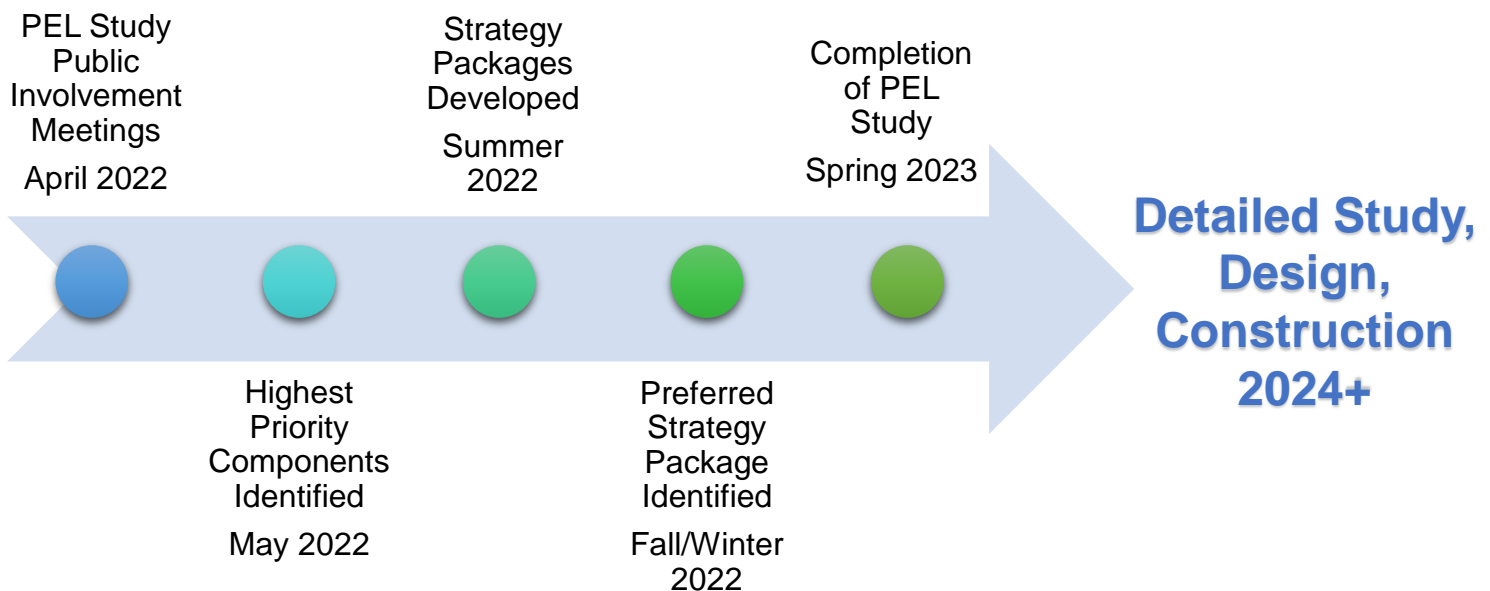 PEL Study
Public
Involvement
Meetings
April 2022
Highest
Priority
Components
Identified
May 2022
Strategy
Packages
Developed
Summer
2022
Preferred
Strategy
Package
Identified
Fall/Winter
2022
Completion
of PEL
Study
Spring 2023
Detailed Study,
Design,
Construction
2024+